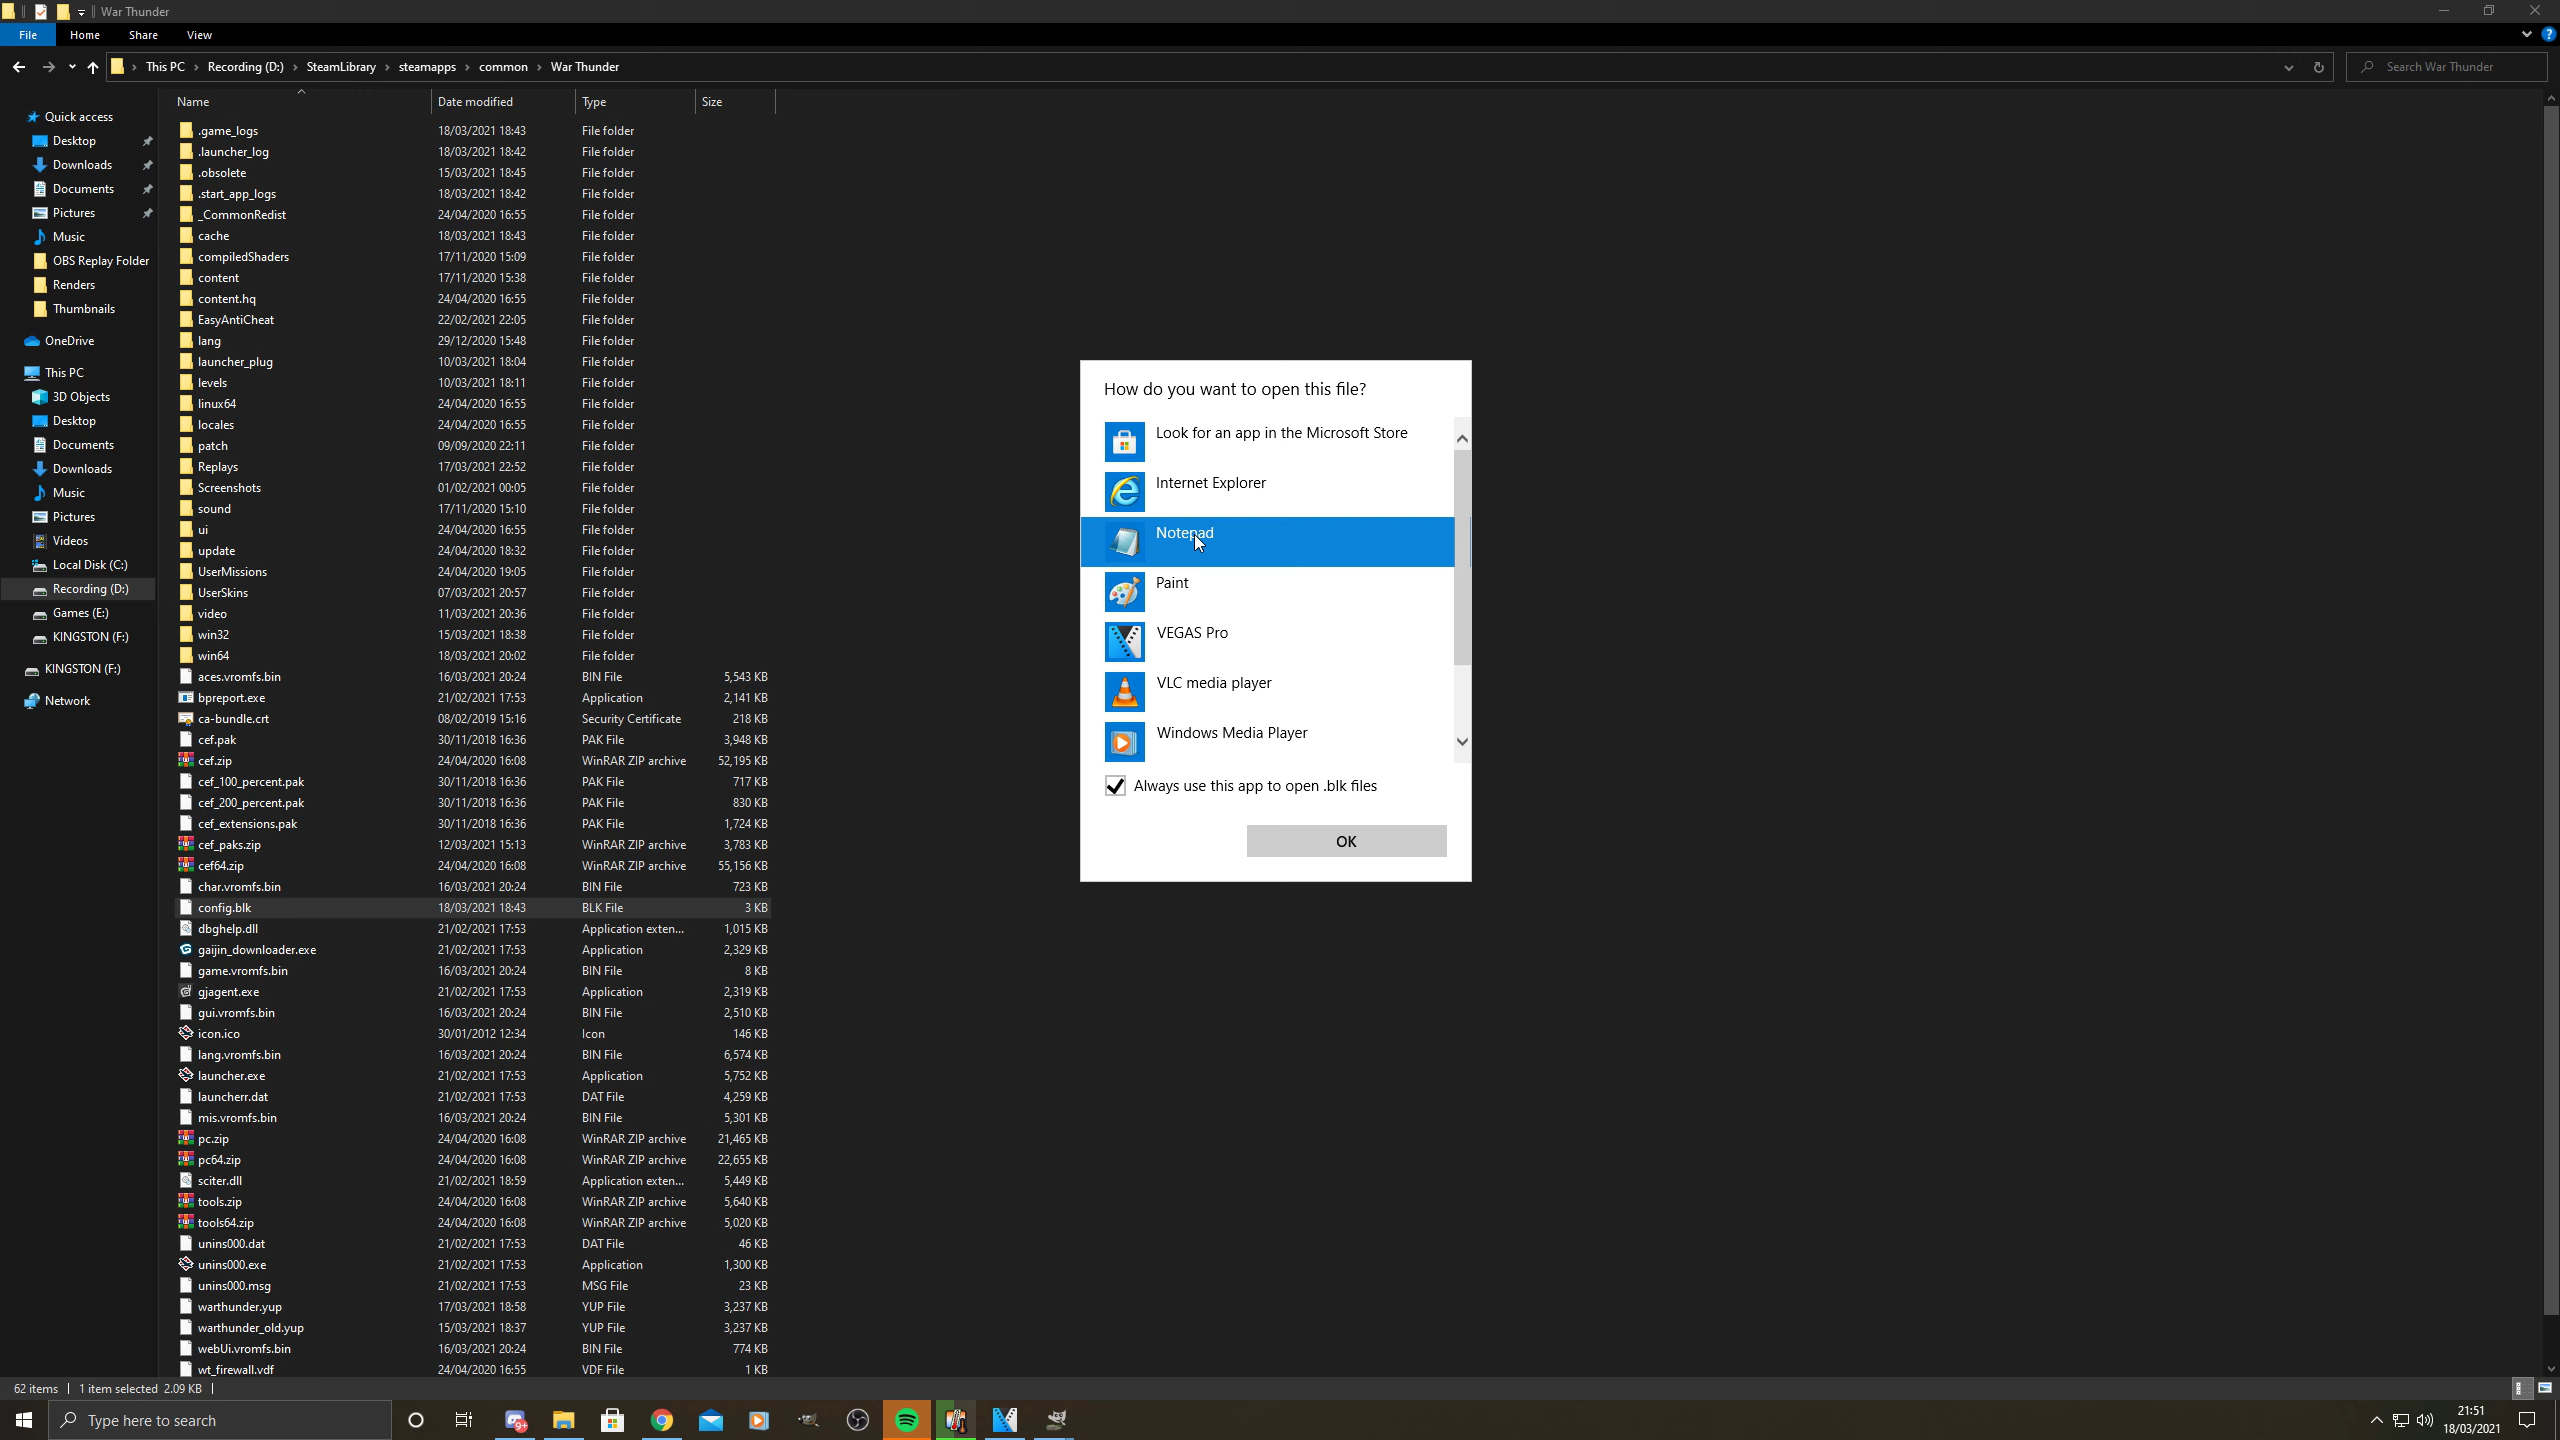 War Thunder
File Home Share View
This PC Recording (D:) SteamLibrary steamapps common War Thunder
Search War Thunder
Name Date modified Type Size
Quick access
Desktop
Downloads
Documents
Pictures
Music
OBS Replay Folder
Renders
Thumbnails
OneDrive
This PC
3D Objects
Desktop
Documents
Downloads
Music
Pictures
Videos
Local Disk (C:)
Recording (D:)
Games (E:)
KINGSTON (F:)
KINGSTON (F:)
Network
.game_logs 18/03/2021 18:43 File folder
.launcher_log 18/03/2021 18:42 File folder
.obsolete 15/03/2021 18:45 File folder
.start_app_logs 18/03/2021 18:42 File folder
_CommonRedist 24/04/2020 16:55 File folder
cache 18/03/2021 18:43 File folder
compiledShaders 17/11/2020 15:09 File folder
content 17/11/2020 15:38 File folder
content.hq 24/04/2020 16:55 File folder
EasyAntiCheat 22/02/2021 22:05 File folder
lang 29/12/2020 15:48 File folder
launcher_plug 10/03/2021 18:04 File folder
levels 10/03/2021 18:11 File folder
linux64 24/04/2020 16:55 File folder
locales 24/04/2020 16:55 File folder
patch 09/09/2020 22:11 File folder
Replays 17/03/2021 22:52 File folder
Screenshots 01/02/2021 00:05 File folder
sound 17/11/2020 15:10 File folder
ui 24/04/2020 16:55 File folder
update 24/04/2020 18:32 File folder
UserMissions 24/04/2020 19:05 File folder
UserSkins 07/03/2021 20:57 File folder
video 11/03/2021 20:36 File folder
win32 15/03/2021 18:38 File folder
win64 18/03/2021 20:02 File folder
aces.vromfs.bin 16/03/2021 20:24 BIN File 5,543 KB
bpreport.exe 21/02/2021 17:53 Application 2,141 KB
ca-bundle.crt 08/02/2019 15:16 Security Certificate 218 KB
cef.pak 30/11/2018 16:36 PAK File 3,948 KB
cef.zip 24/04/2020 16:08 WinRAR ZIP archive 52,195 KB
cef_100_percent.pak 30/11/2018 16:36 PAK File 717 KB
cef_200_percent.pak 30/11/2018 16:36 PAK File 830 KB
cef_extensions.pak 30/11/2018 16:36 PAK File 1,724 KB
cef_paks.zip 12/03/2021 15:13 WinRAR ZIP archive 3,783 KB
cef64.zip 24/04/2020 16:08 WinRAR ZIP archive 55,156 KB
char.vromfs.bin 16/03/2021 20:24 BIN File 723 KB
config.blk 18/03/2021 18:43 BLK File 3 KB
dbghelp.dll 21/02/2021 17:53 Application exten... 1,015 KB
gaijin_downloader.exe 21/02/2021 17:53 Application 2,329 KB
game.vromfs.bin 16/03/2021 20:24 BIN File 8 KB
gjagent.exe 21/02/2021 17:53 Application 2,319 KB
gui.vromfs.bin 16/03/2021 20:24 BIN File 2,510 KB
icon.ico 30/01/2012 12:34 Icon 146 KB
lang.vromfs.bin 16/03/2021 20:24 BIN File 6,574 KB
launcher.exe 21/02/2021 17:53 Application 5,752 KB
launcherr.dat 21/02/2021 17:53 DAT File 4,259 KB
mis.vromfs.bin 16/03/2021 20:24 BIN File 5,301 KB
pc.zip 24/04/2020 16:08 WinRAR ZIP archive 21,465 KB
pc64.zip 24/04/2020 16:08 WinRAR ZIP archive 22,655 KB
sciter.dll 21/02/2021 18:59 Application exten... 5,449 KB
tools.zip 24/04/2020 16:08 WinRAR ZIP archive 5,640 KB
tools64.zip 24/04/2020 16:08 WinRAR ZIP archive 5,020 KB
unins000.dat 21/02/2021 17:53 DAT File 46 KB
unins000.exe 21/02/2021 17:53 Application 1,300 KB
unins000.msg 21/02/2021 17:53 MSG File 23 KB
warthunder.yup 17/03/2021 18:58 YUP File 3,237 KB
warthunder_old.yup 15/03/2021 18:37 YUP File 3,237 KB
webUi.vromfs.bin 16/03/2021 20:24 BIN File 774 KB
wt_firewall.vdf 24/04/2020 16:55 VDF File 1 KB
How do you want to open this file?
Look for an app in the Microsoft Store
Internet Explorer
Notepad
Paint
VEGAS Pro
VLC media player
Windows Media Player
Always use this app to open .blk files
OK
62 items 1 item selected 2.09 KB
Type here to search
21:51
18/03/2021